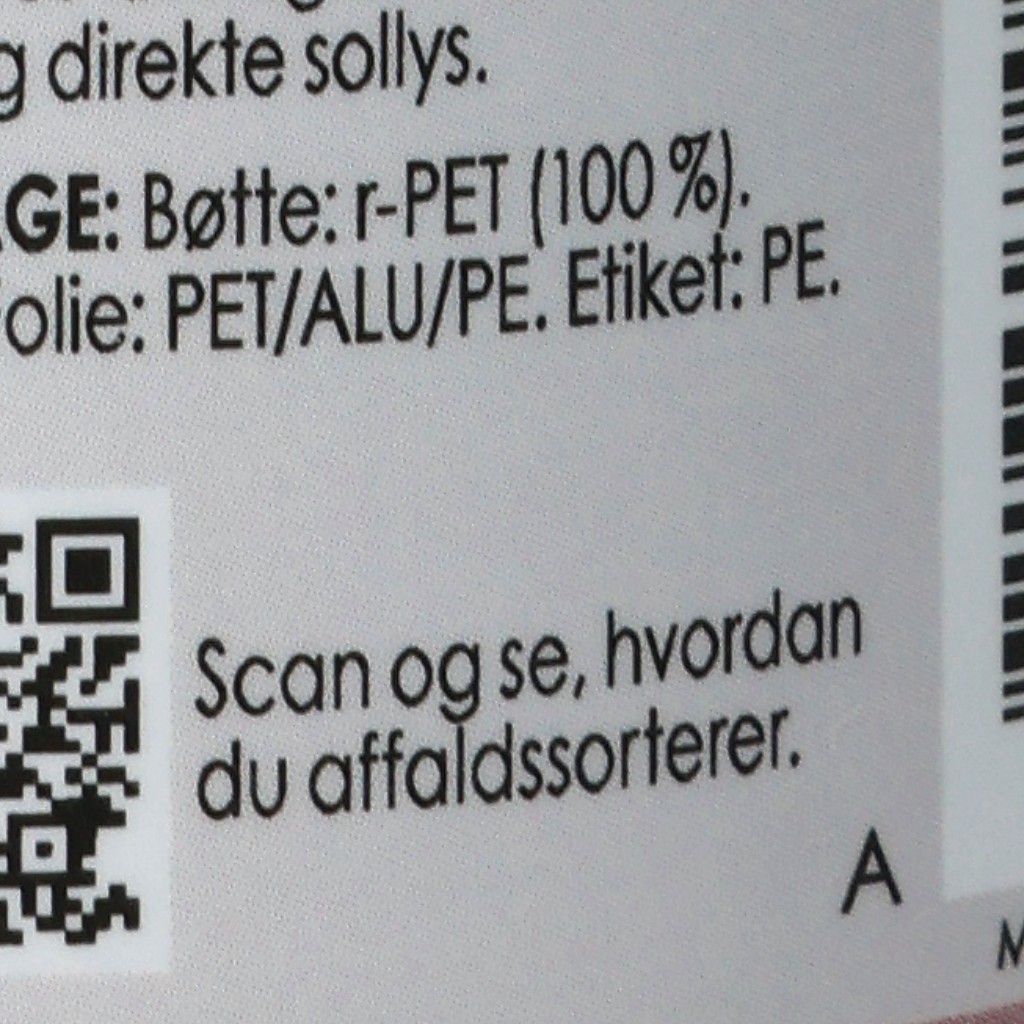 direkte sollys.
GE: Bøtte: r-PET (100 %).
olie: PET/ALU/PE. Etiket: PE.
Scan og se, hvordan
du affaldssorterer.
A
M